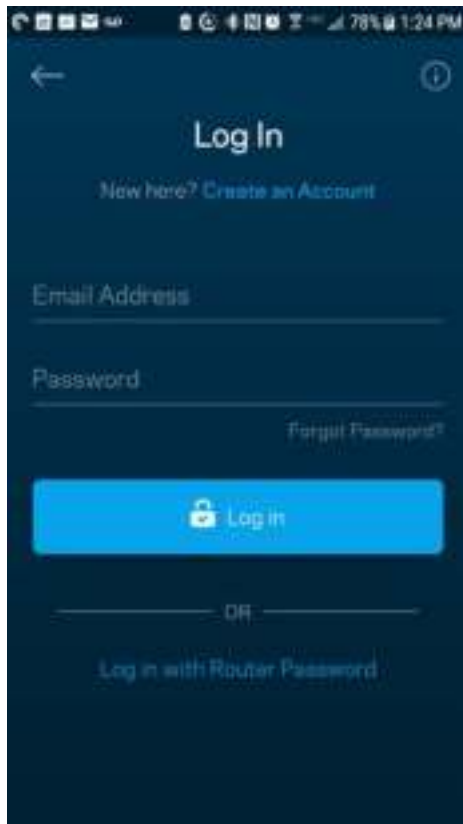 78% 1:24 PM
Log In
New here? Create an Account
Email Address
Password
Forgot Password?
Log in
OR
Log in with Router Password